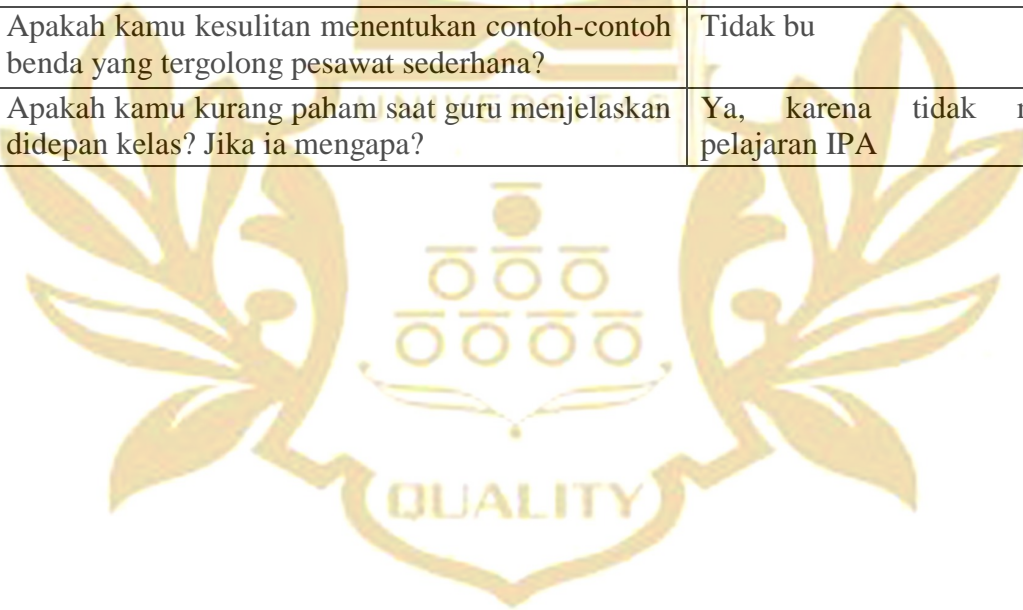 Apakah kamu kesulitan menentukan contoh-contoh
benda yang tergolong pesawat sederhana?
Tidak bu
Apakah kamu kurang paham saat guru menjelaskan
didepan kelas? Jika ia mengapa?
Ya, karena tidak
pelajaran IPA
UNIVERSITAS
QUALITY